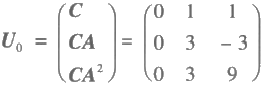 U₀ = (C CA CA²) = (0 1 1
0 3 −3
0 3 9)